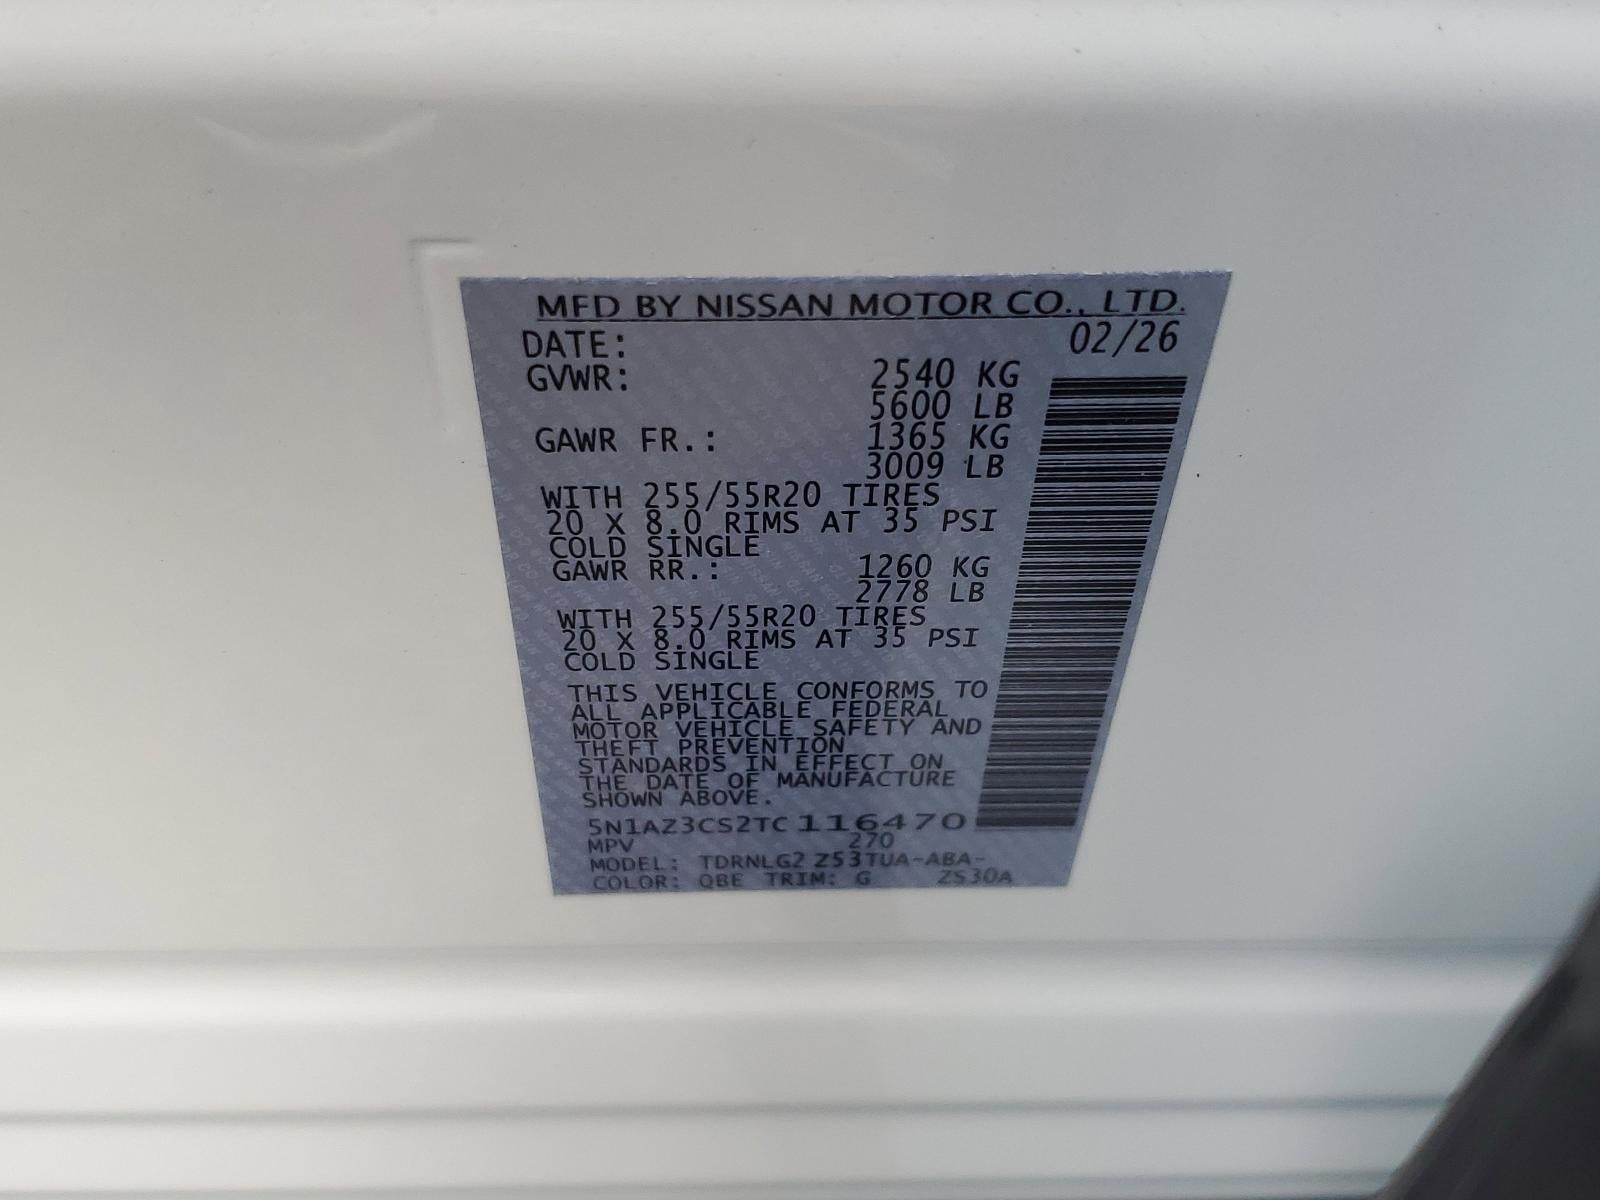 MFD BY NISSAN MOTOR CO., LTD.
DATE: 02/26
GVWR: 2540 KG
5600 LB
GAWR FR.: 1365 KG
3009 LB
WITH 255/55R20 TIRES
20 X 8.0 RIMS AT 35 PSI
COLD SINGLE
GAWR RR.: 1260 KG
2778 LB
WITH 255/55R20 TIRES
20 X 8.0 RIMS AT 35 PSI
COLD SINGLE
THIS VEHICLE CONFORMS TO
ALL APPLICABLE FEDERAL
MOTOR VEHICLE SAFETY AND
THEFT PREVENTION
STANDARDS IN EFFECT ON
THE DATE OF MANUFACTURE
SHOWN ABOVE.
5N1AZ3CS2TC116470
MPV 270
MODEL: TDRNLG2 Z53TUA-ABA-
COLOR: QBE TRIM: G ZS30A